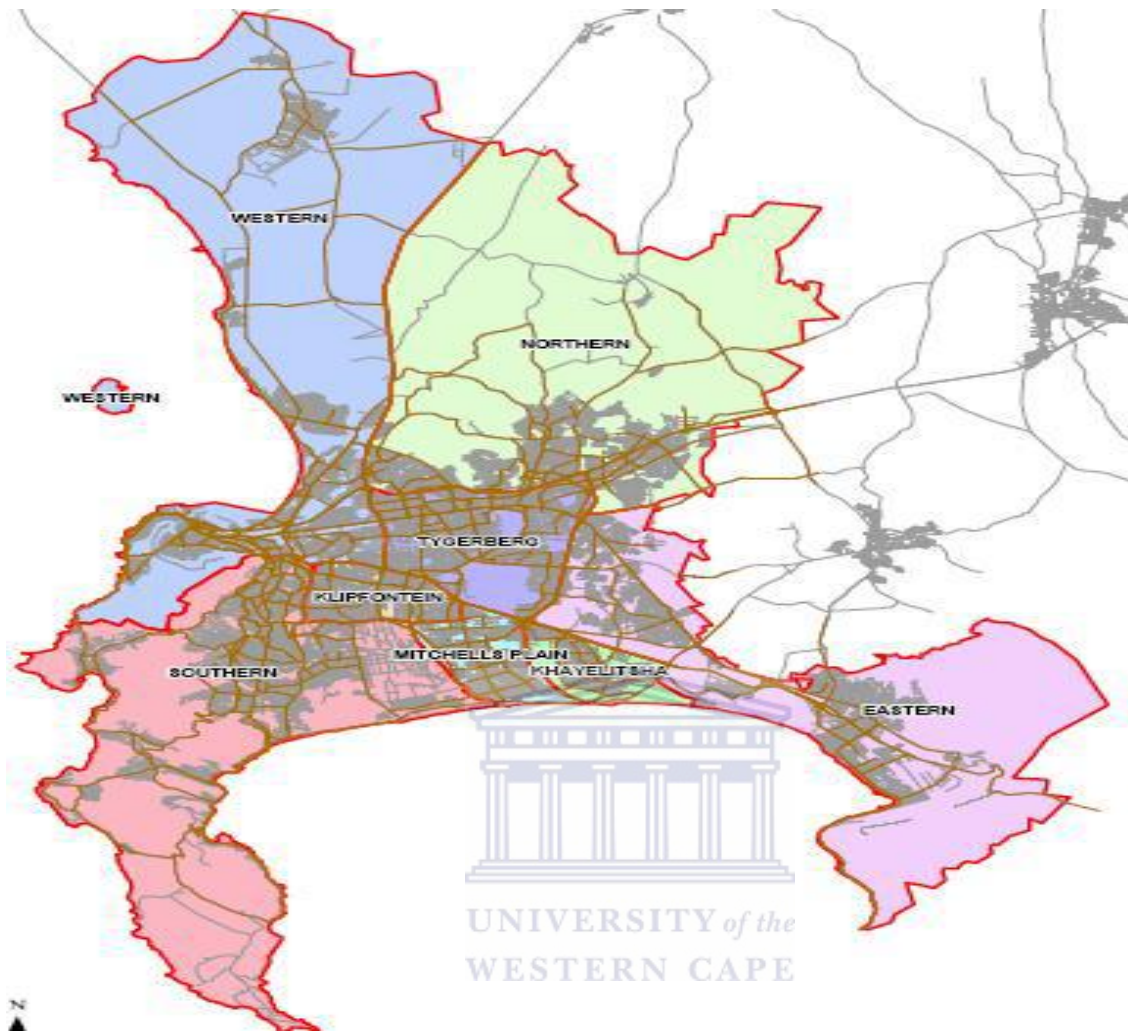 WESTERN
NORTHERN
WESTERN
TYGERBERG
KLIPFONTEIN
MITCHELLS PLAIN
KHAYELITSHA
SOUTHERN
EASTERN
UNIVERSITY of the
WESTERN CAPE
N